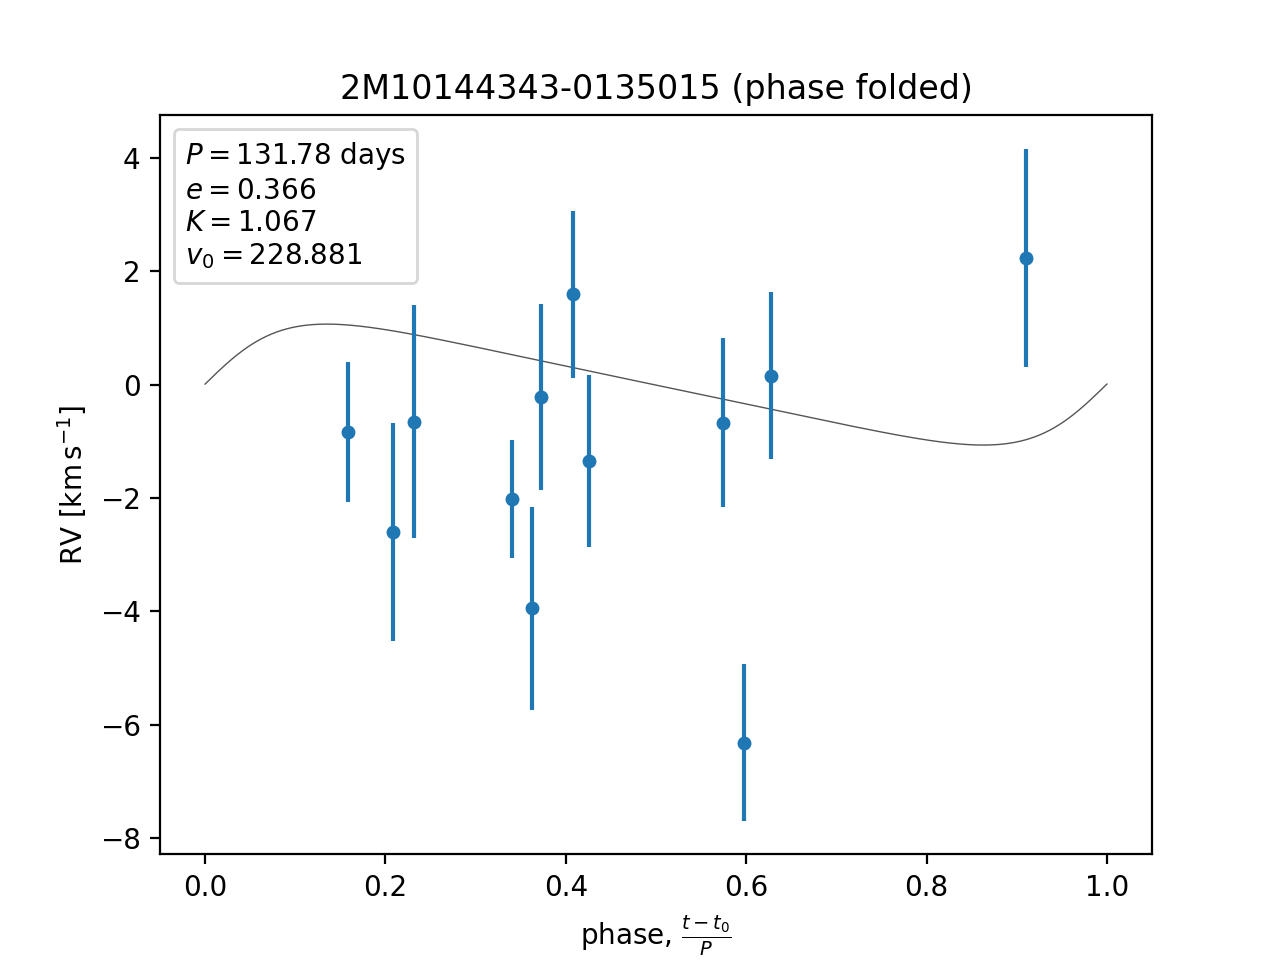 2M10144343-0135015 (phase folded)
P = 131.78 days
e = 0.366
K = 1.067
v₀ = 228.881
RV [km s⁻¹]
4
2
0
−2
−4
−6
−8
0.0 0.2 0.4 0.6 0.8 1.0
phase, (t − t₀)/P